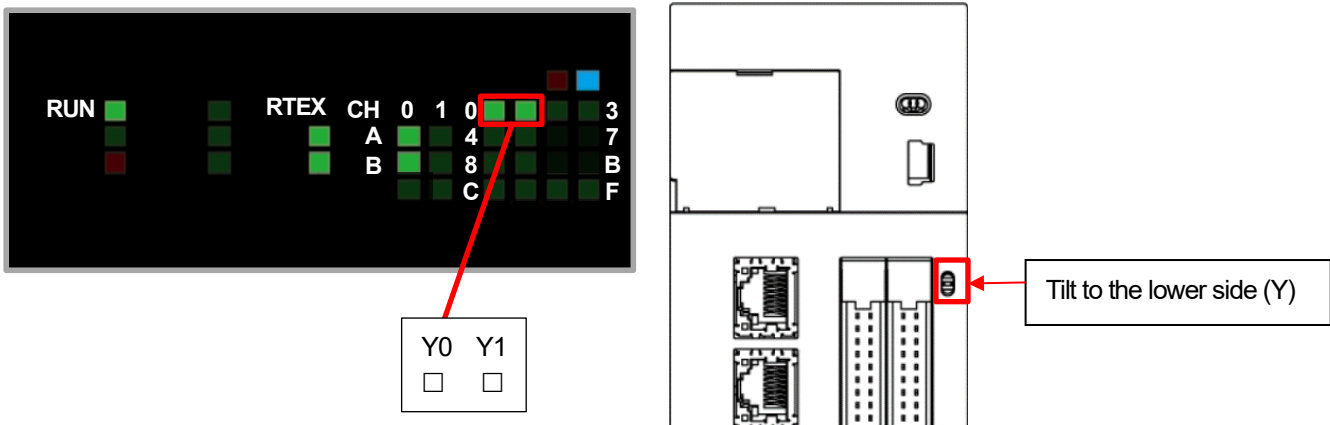 RUN RTEX CH 0 1 0 3
A 4 7
B 8 B
C F
Y0 Y1
Tilt to the lower side (Y)